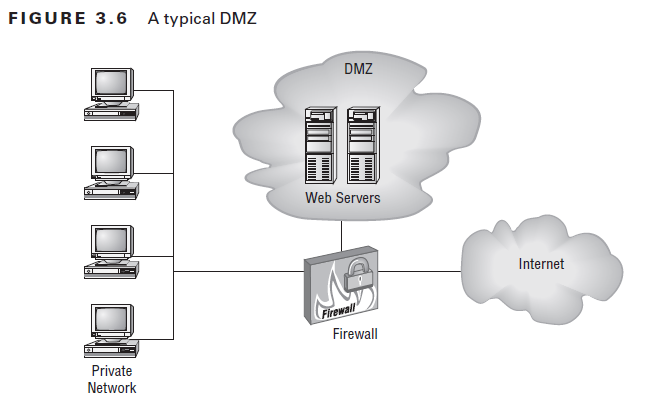 FIGURE 3.6 A typical DMZ
DMZ
Web Servers
Internet
Firewall
Firewall
Private
Network